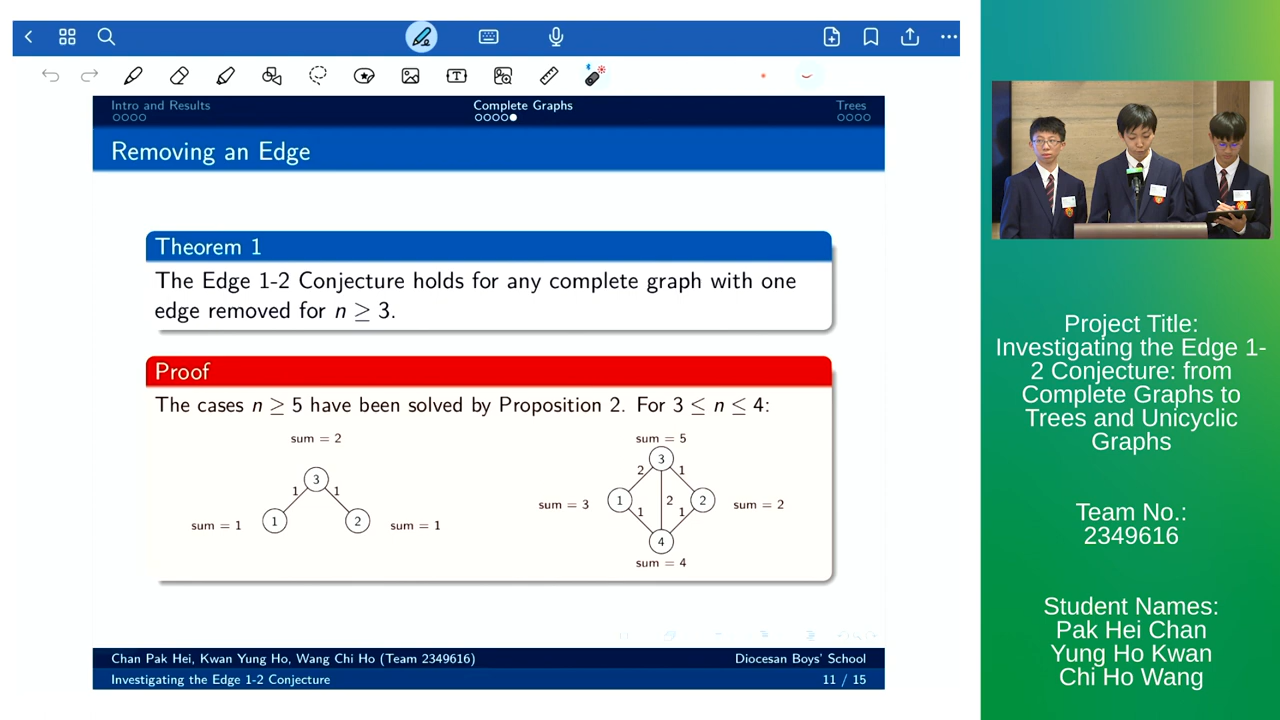 Intro and Results
Complete Graphs
Trees
Removing an Edge
Theorem 1
The Edge 1-2 Conjecture holds for any complete graph with one
edge removed for n ≥ 3.
Proof
The cases n ≥ 5 have been solved by Proposition 2. For 3 ≤ n ≤ 4:
sum = 2
3
1 1
sum = 1
1
2
sum = 1
sum = 5
3
2 1
sum = 3
1
2
2
sum = 2
1 1
4
sum = 4
Chan Pak Hei, Kwan Yung Ho, Wang Chi Ho (Team 2349616)
Diocesan Boys' School
Investigating the Edge 1-2 Conjecture
11 / 15
Project Title:
Investigating the Edge 1-
2 Conjecture: from
Complete Graphs to
Trees and Unicyclic
Graphs
Team No.:
2349616
Student Names:
Pak Hei Chan
Yung Ho Kwan
Chi Ho Wang